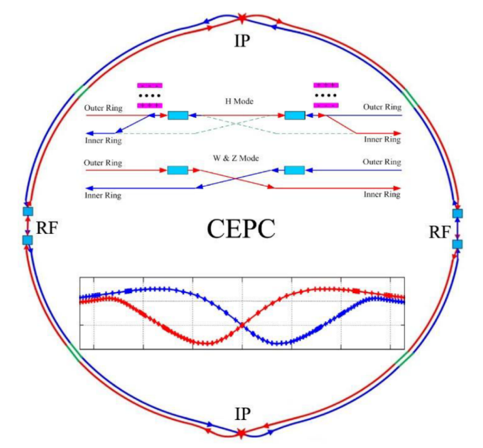 IP
H Mode
Outer Ring
Outer Ring
Inner Ring
Inner Ring
W & Z Mode
Outer Ring
Outer Ring
Inner Ring
Inner Ring
RF
CEPC
RF
IP